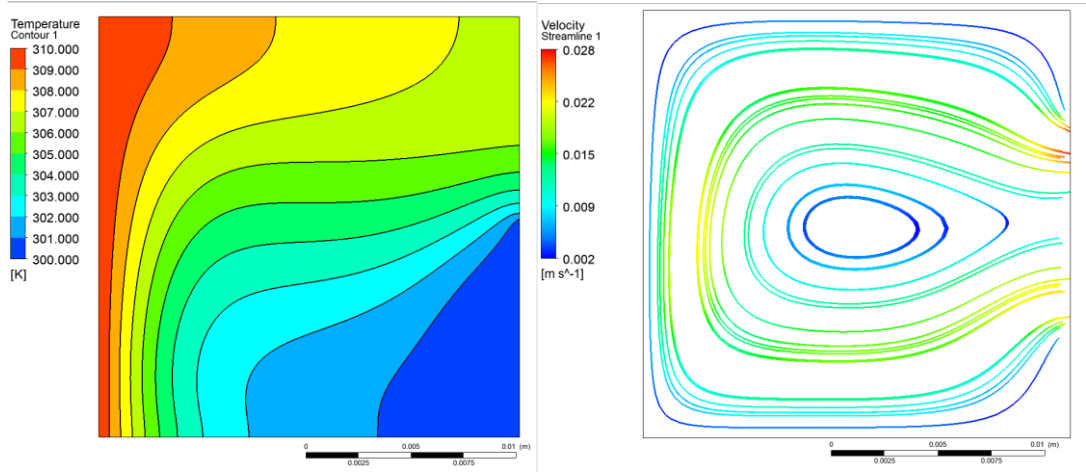 Temperature
Contour 1
310.000
309.000
308.000
307.000
306.000
305.000
304.000
303.000
302.000
301.000
300.000
[K]
0 0.005 0.01 (m)
0.0025 0.0075
Velocity
Streamline 1
0.028
0.022
0.015
0.009
0.002
[m s^-1]
0 0.005 0.01 (m)
0.0025 0.0075